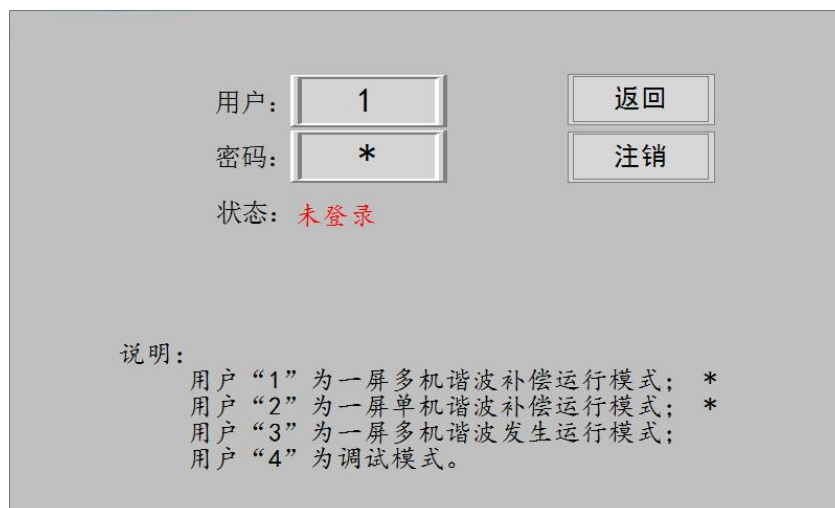 用户： 1 返回
密码： * 注销
状态： 未登录
说明：
用户“1”为一屏多机谐波补偿运行模式； *
用户“2”为一屏单机谐波补偿运行模式； *
用户“3”为一屏多机谐波发生运行模式；
用户“4”为调试模式。